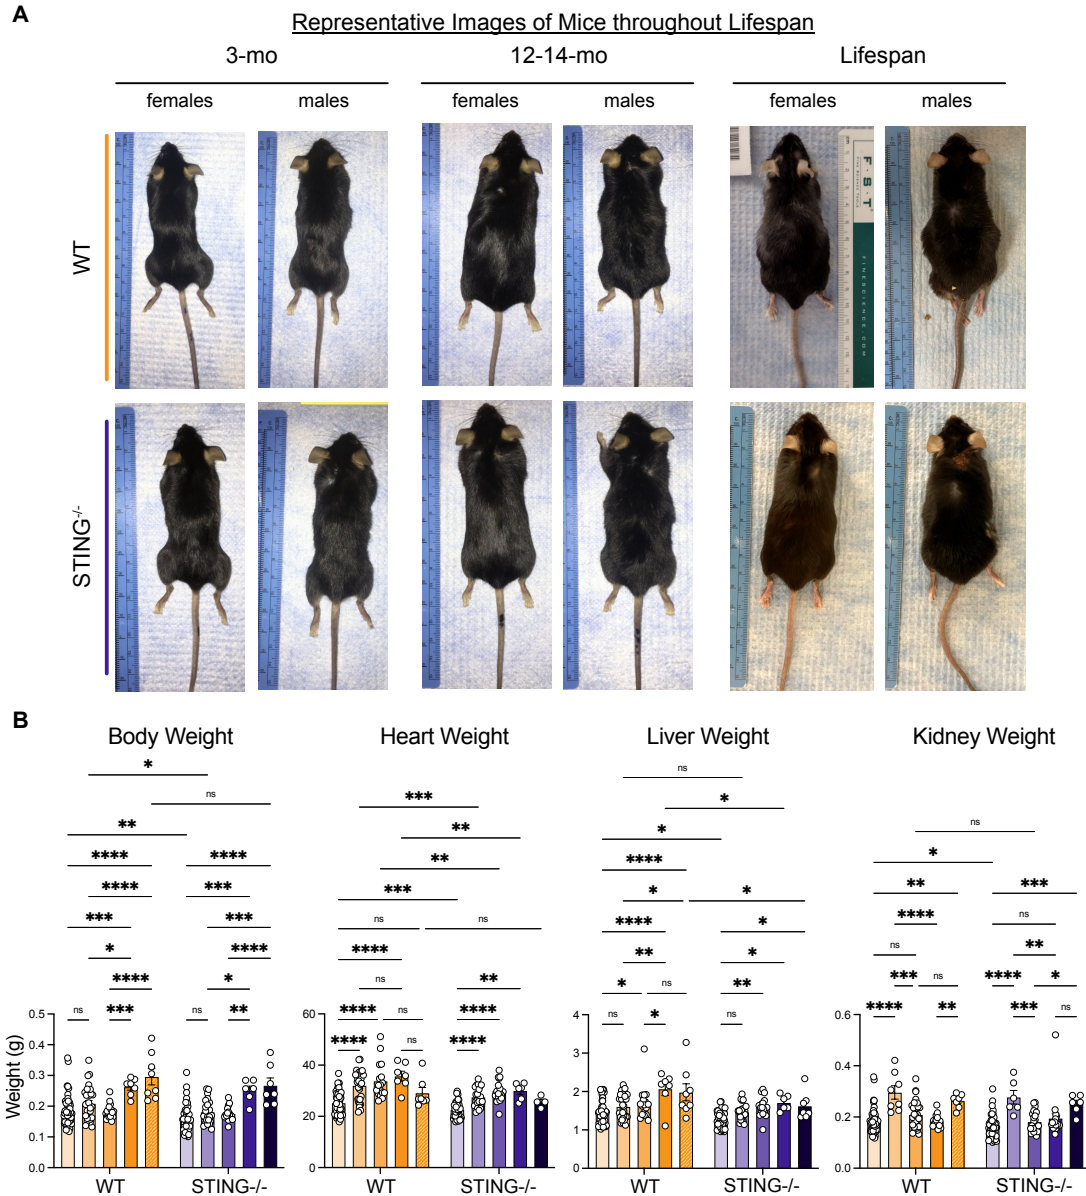 A
Representative Images of Mice throughout Lifespan
3-mo 12-14-mo Lifespan
females males females males females males
WT
F·S·T
FINESCIENCE.COM
STING-/-
B
Body Weight Heart Weight Liver Weight Kidney Weight
* *** ns ns
ns ** * *
** ** * **
**** **** *** **** ***
**** *** ns ns * * **** ns
*** *** **** **** * ns **
* **** ns ** ** * *** ns **** *
**** * **** **** * ns ** **** ** *** ns
ns *** ns ** **** ns **** ns * ns
Weight (g)
0.5 0.4 0.3 0.2 0.1 0.0
60 40 20 0
4 3 2 1 0
0.6 0.4 0.2 0.0
WT STING-/- WT STING-/- WT STING-/- WT STING-/-